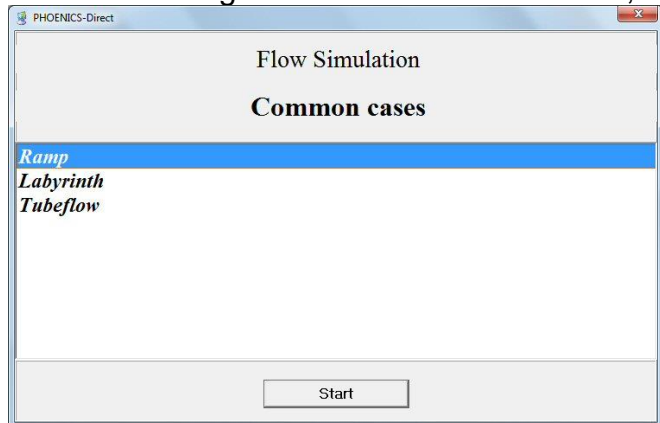 PHOENICS-Direct
Flow Simulation
Common cases
Ramp
Labyrinth
Tubeflow
Start